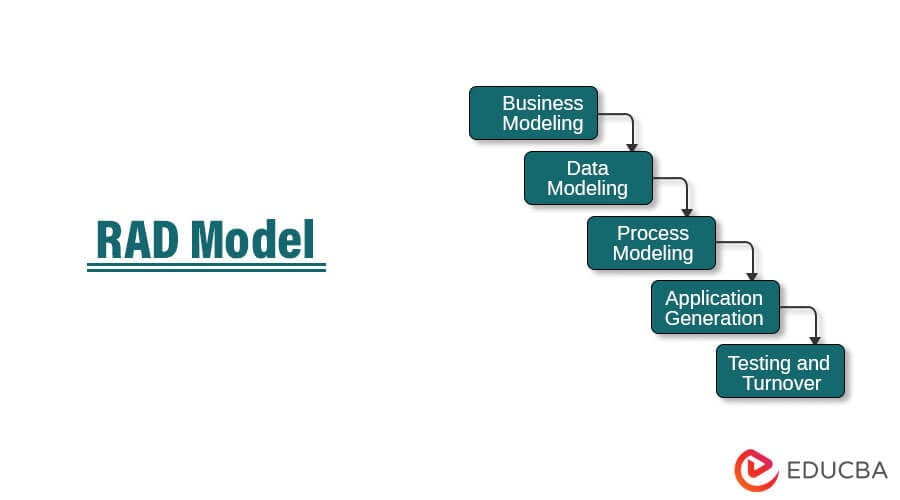 RAD Model
Business
Modeling
Data
Modeling
Process
Modeling
Application
Generation
Testing and
Turnover
EDUCBA